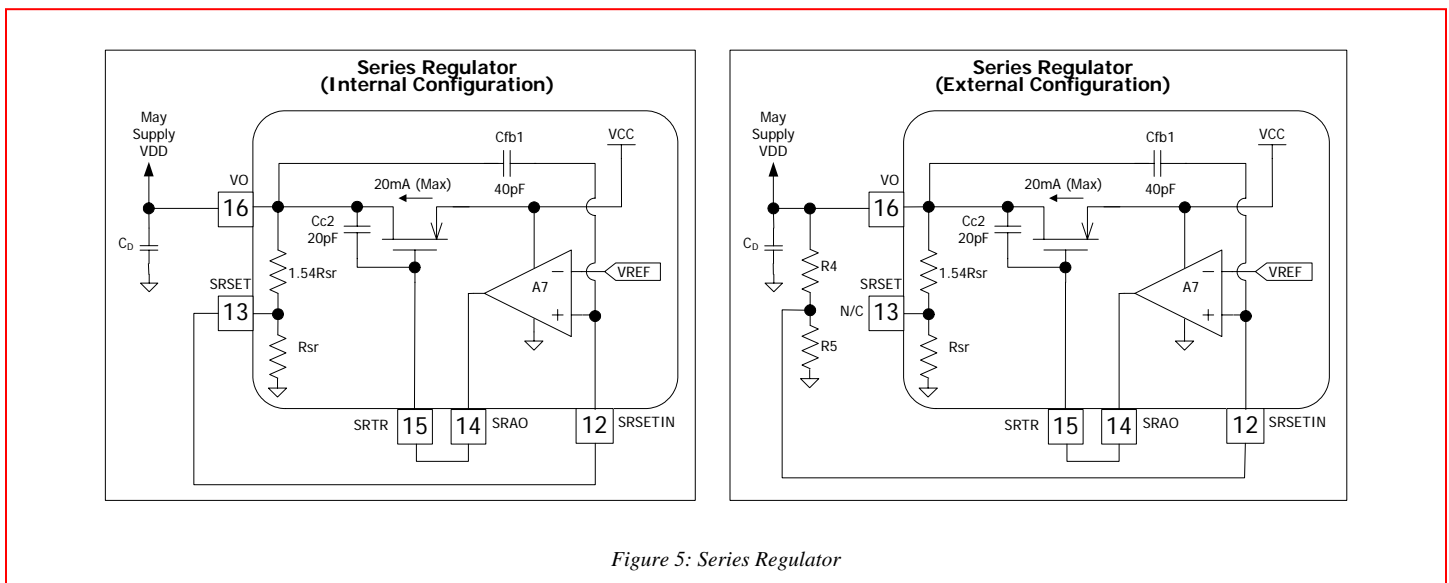 Series Regulator
(Internal Configuration)
May
Supply
VDD
Cfb1
VCC
VO
20mA (Max)
40pF
16
Cc2
20pF
CD
1.54Rsr
VREF
SRSET
A7
13
Rsr
SRTR
15
14
SRAO
12
SRSETIN
Series Regulator
(External Configuration)
May
Supply
VDD
Cfb1
VCC
VO
20mA (Max)
40pF
16
Cc2
20pF
CD
R4
1.54Rsr
VREF
SRSET
A7
N/C
13
R5
Rsr
SRTR
15
14
SRAO
12
SRSETIN
Figure 5: Series Regulator